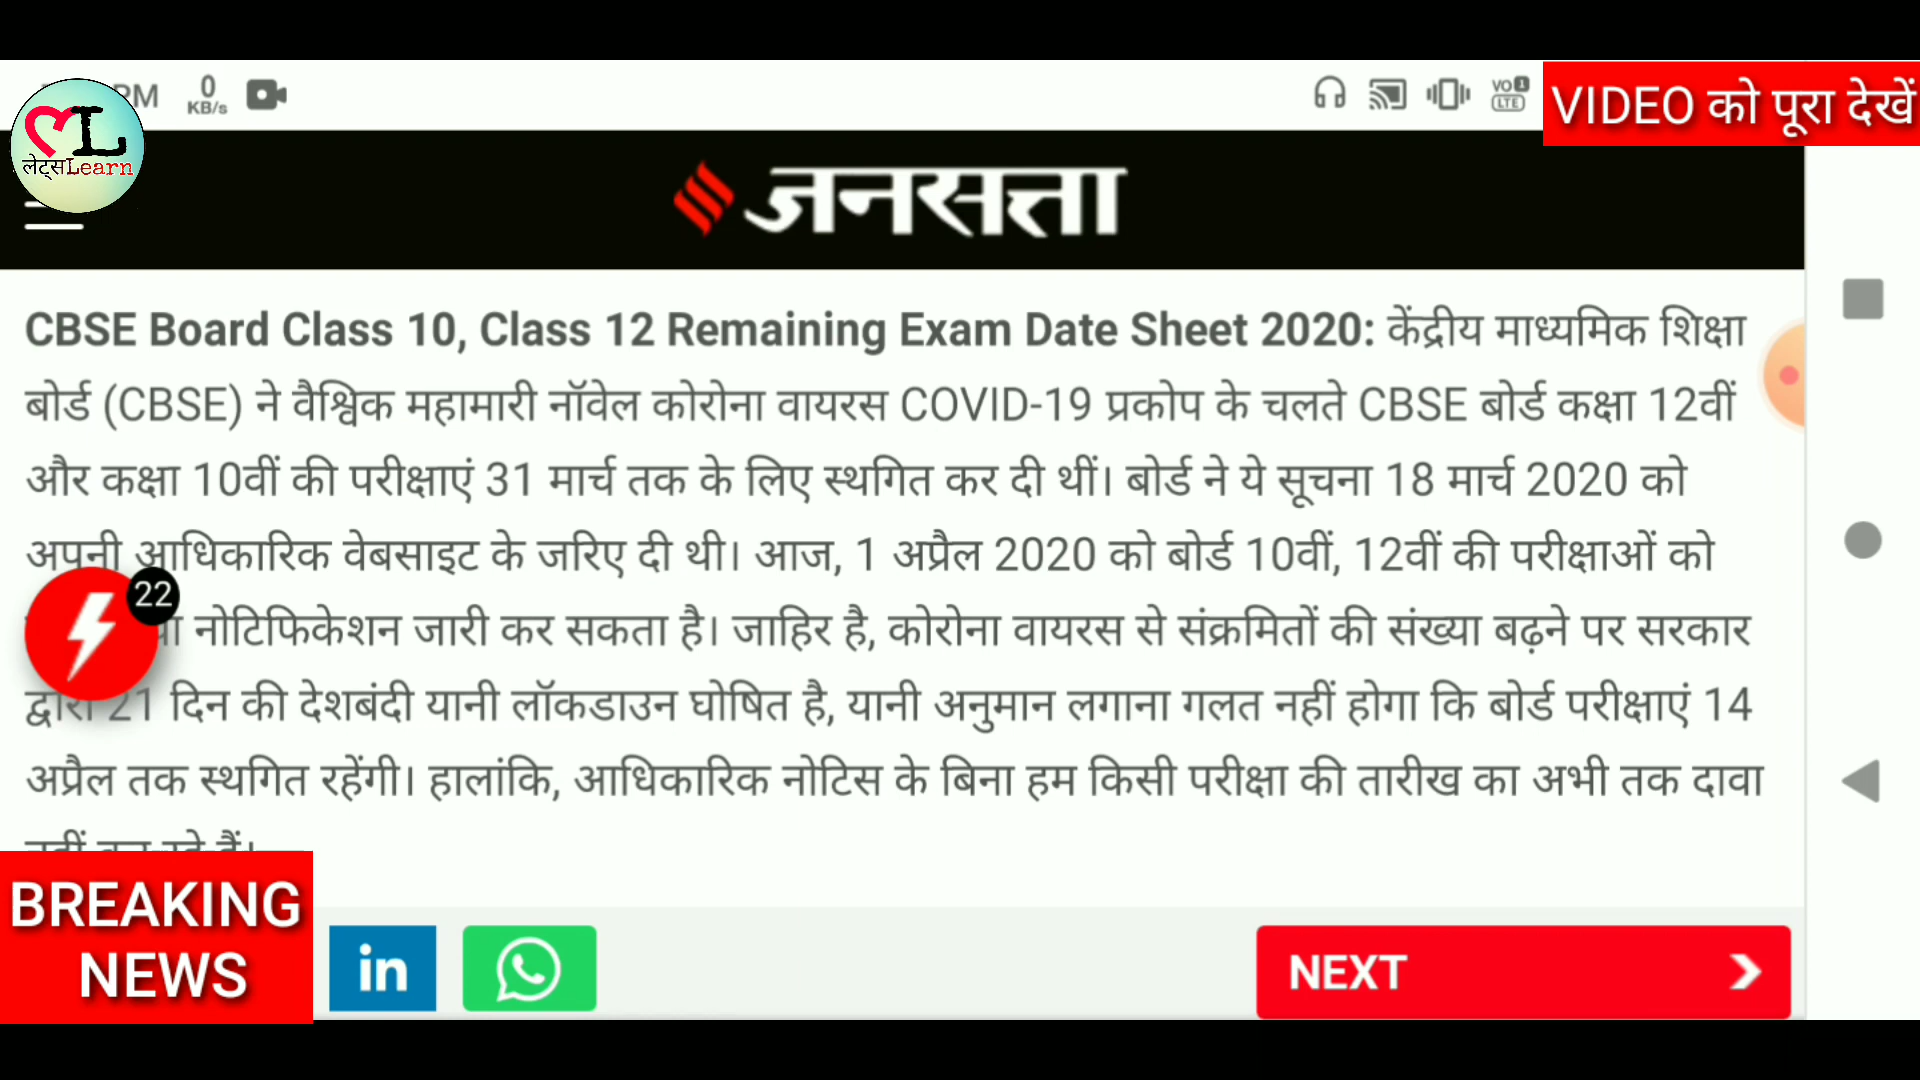 PM
0
KB/s
VO 1
LTE
VIDEO को पूरा देखें
L
लेट्सLearn
जनसत्ता
CBSE Board Class 10, Class 12 Remaining Exam Date Sheet 2020: केंद्रीय माध्यमिक शिक्षा
बोर्ड (CBSE) ने वैश्विक महामारी नॉवेल कोरोना वायरस COVID-19 प्रकोप के चलते CBSE बोर्ड कक्षा 12वीं
और कक्षा 10वीं की परीक्षाएं 31 मार्च तक के लिए स्थगित कर दी थीं। बोर्ड ने ये सूचना 18 मार्च 2020 को
अपनी आधिकारिक वेबसाइट के जरिए दी थी। आज, 1 अप्रैल 2020 को बोर्ड 10वीं, 12वीं की परीक्षाओं को
22
नोटिफिकेशन जारी कर सकता है। जाहिर है, कोरोना वायरस से संक्रमितों की संख्या बढ़ने पर सरकार
द्वारा 21 दिन की देशबंदी यानी लॉकडाउन घोषित है, यानी अनुमान लगाना गलत नहीं होगा कि बोर्ड परीक्षाएं 14
अप्रैल तक स्थगित रहेंगी। हालांकि, आधिकारिक नोटिस के बिना हम किसी परीक्षा की तारीख का अभी तक दावा
BREAKING
NEWS
in
NEXT